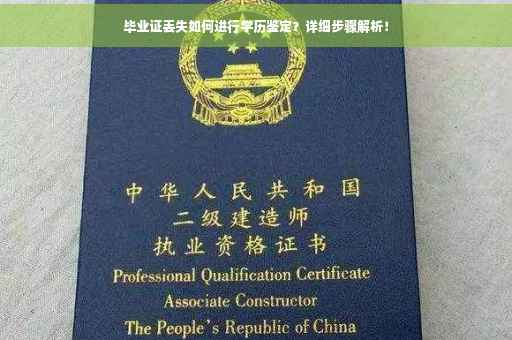 毕业证丢失如何进行学历鉴定？详细步骤解析！
中华人民共和国
二级建造师
执业资格证书
Professional Qualification Certificate
Associate Constructor
The People's Republic of China